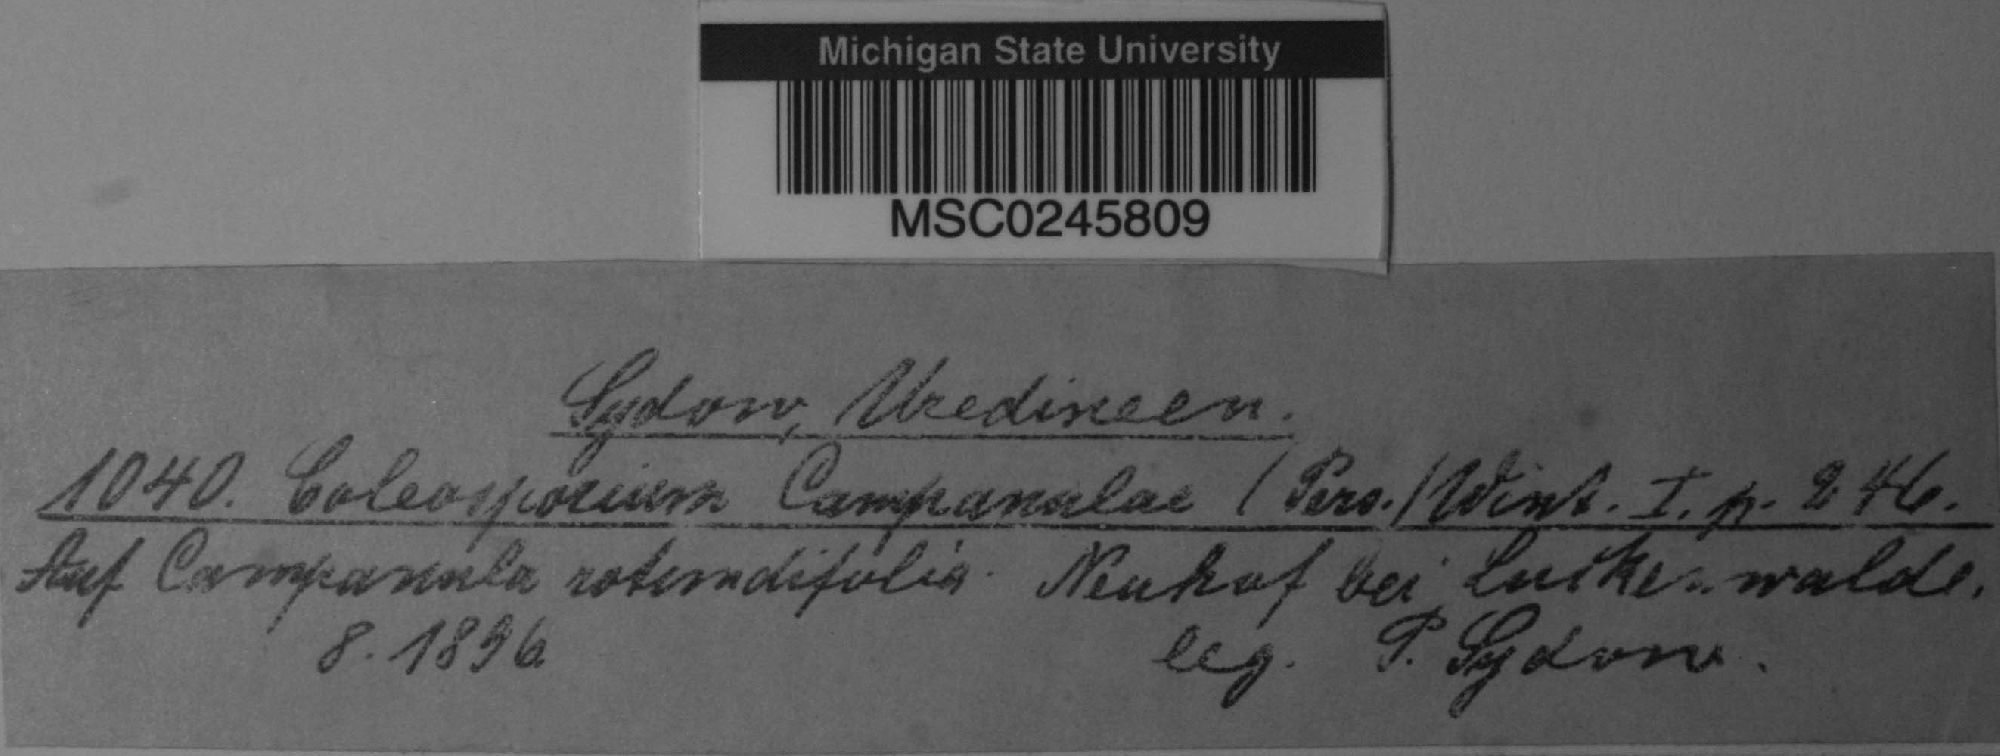 Michigan State University
MSC0245809
Sydow, Uredineen.
1040. Coleosporium Campanulae (Pers.) Wint. I. p. 246.
Auf Campanula rotundifolia. Neuhof bei Luckenwalde.
8. 1896 leg. P. Sydow.